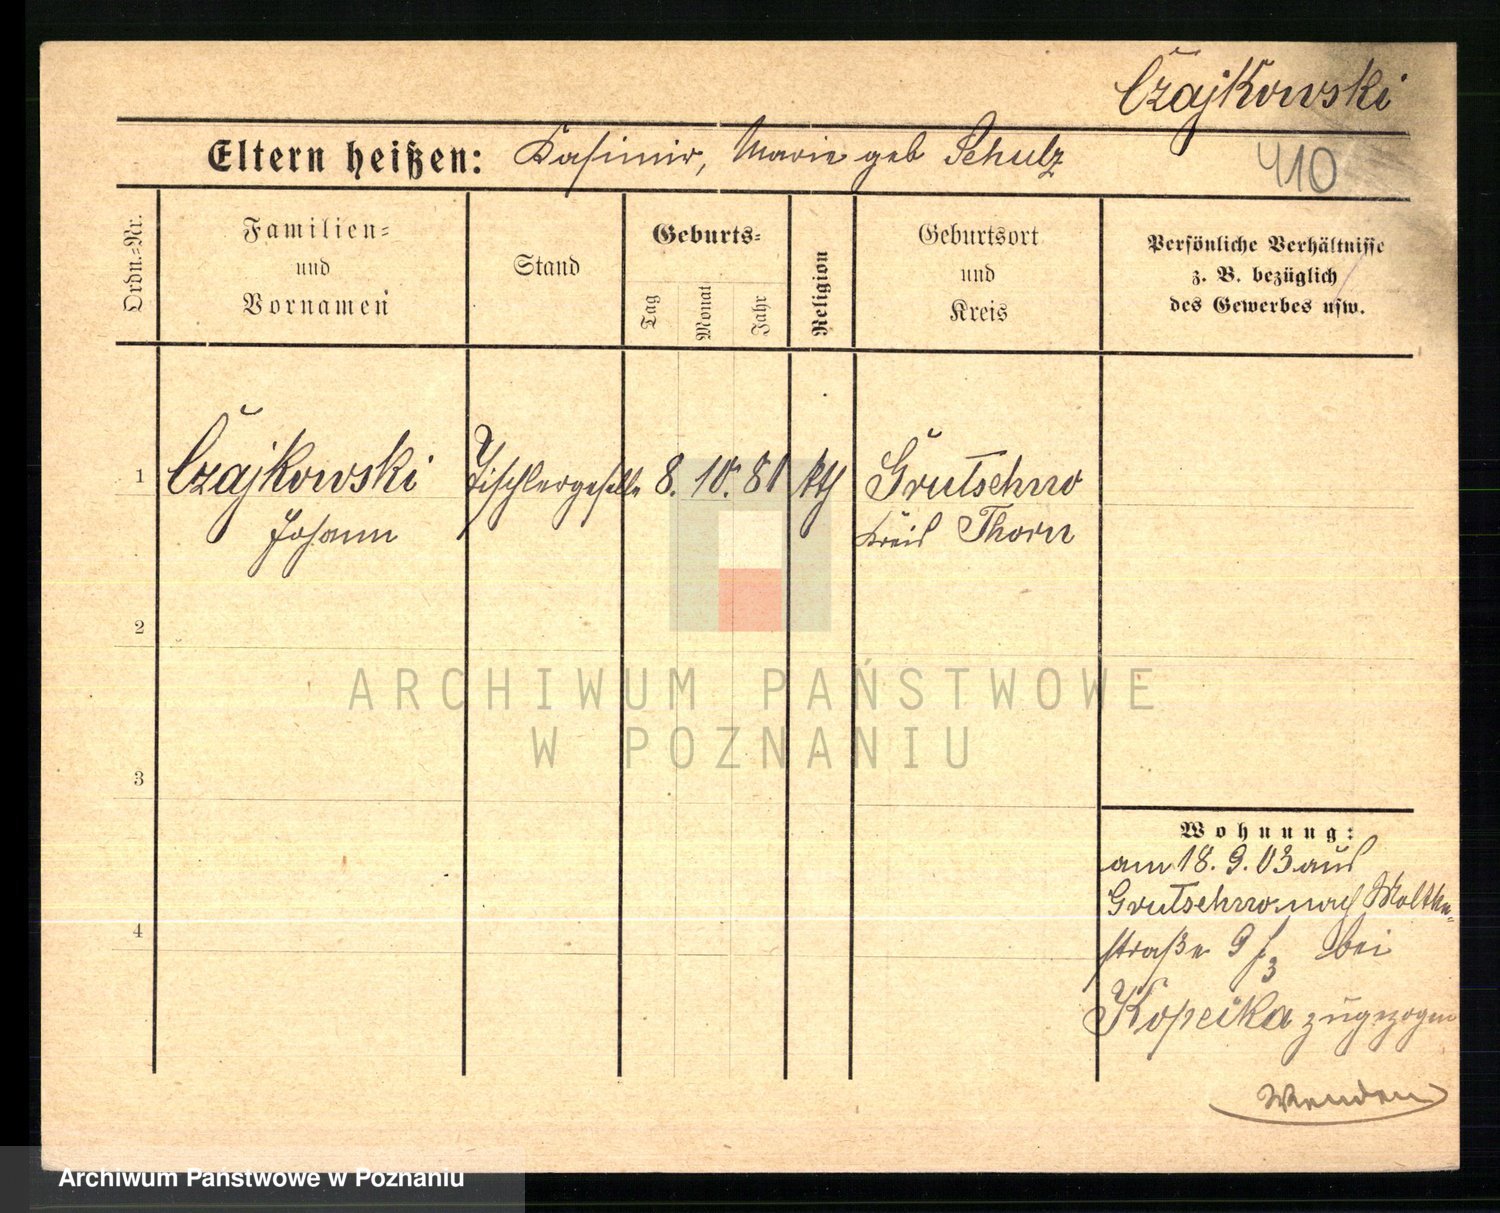 Czajkowski
Eltern heißen: Kasimir, Marie geb Schulz
410
Ordn.-Nr.
Familien-
und
Vornamen
Stand
Geburts-
Tag
Monat
Jahr
Religion
Geburtsort
und
Kreis
Persönliche Verhältnisse
z. B. bezüglich
des Gewerbes usw.
1 Czajkowski Tischlergeselle 8. 10. 81 kth Grutschno
Johann Kreis Thorn
2
3
4
Wohnung:
am 18. 9. 03 aus
Grutschno nach Moltke-
straße 9 bei
Kopeika zugezogen
Wenden
ARCHIWUM PAŃSTWOWE
W POZNANIU
Archiwum Państwowe w Poznaniu